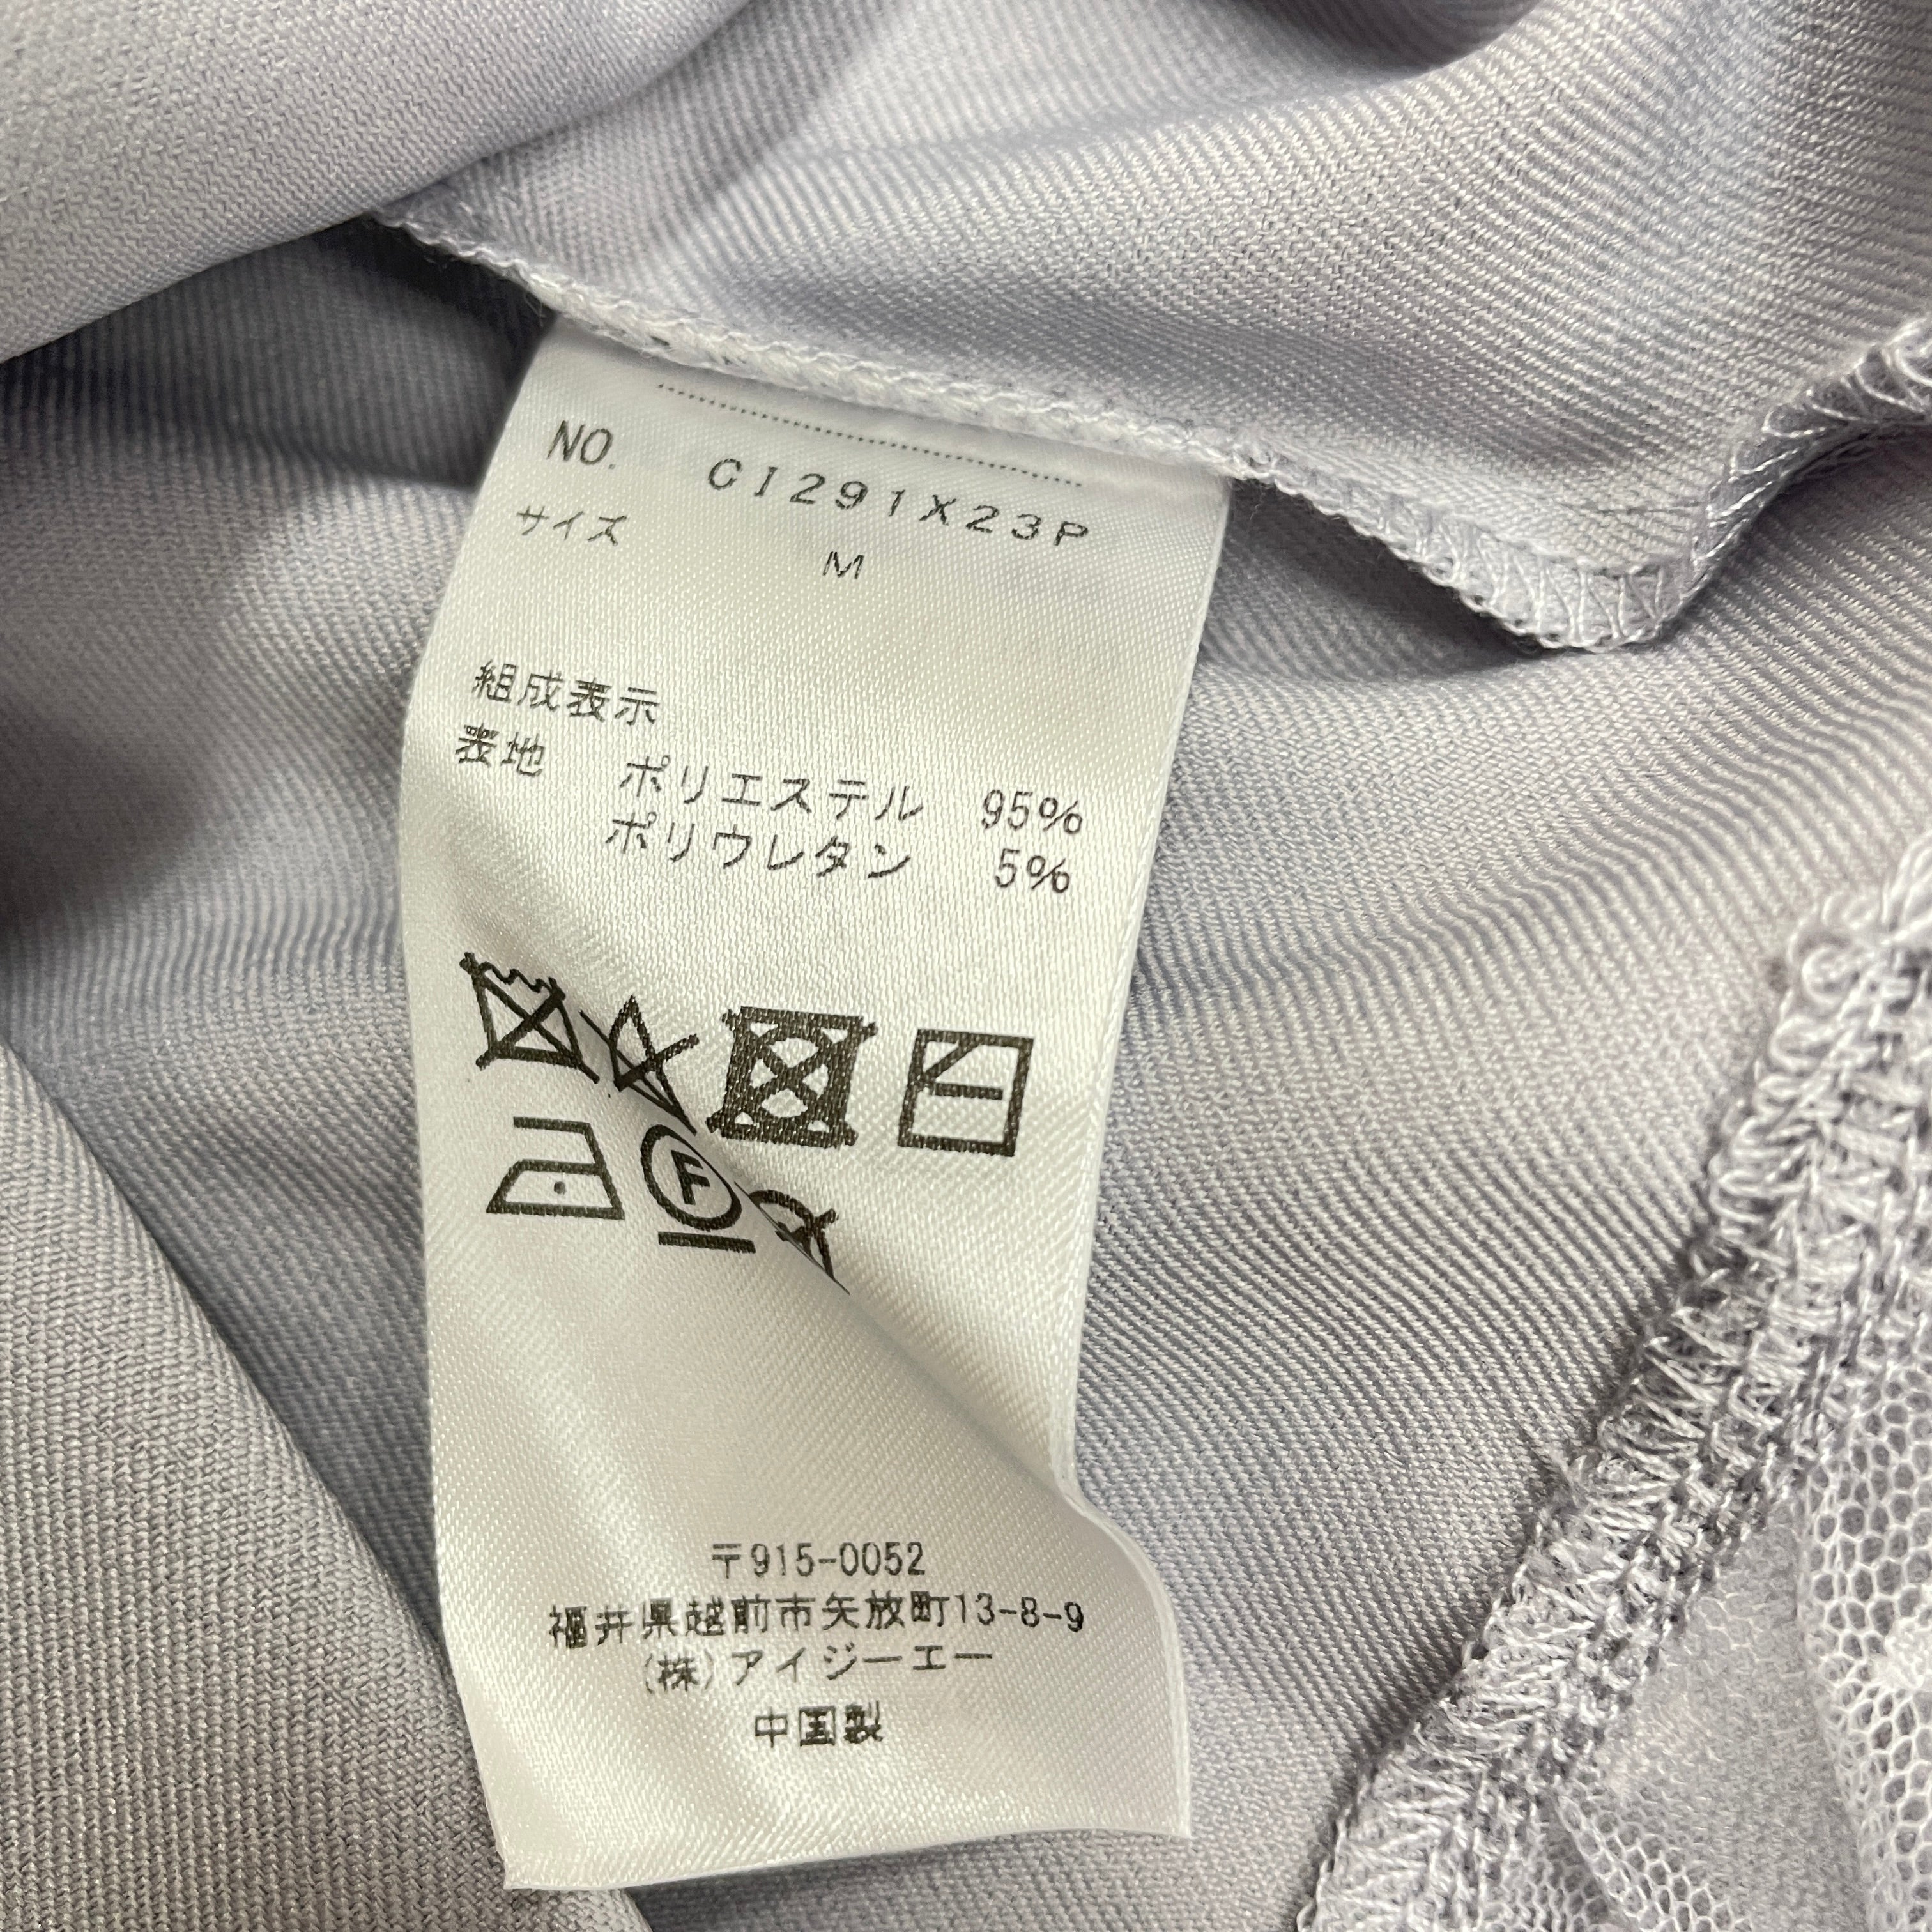 NO. CI291X23P
サイズ M
組成表示
表地 ポリエステル 95%
ポリウレタン 5%
F
〒915-0052
福井県越前市矢放町13-8-9
(株)アイジーエー
中国製